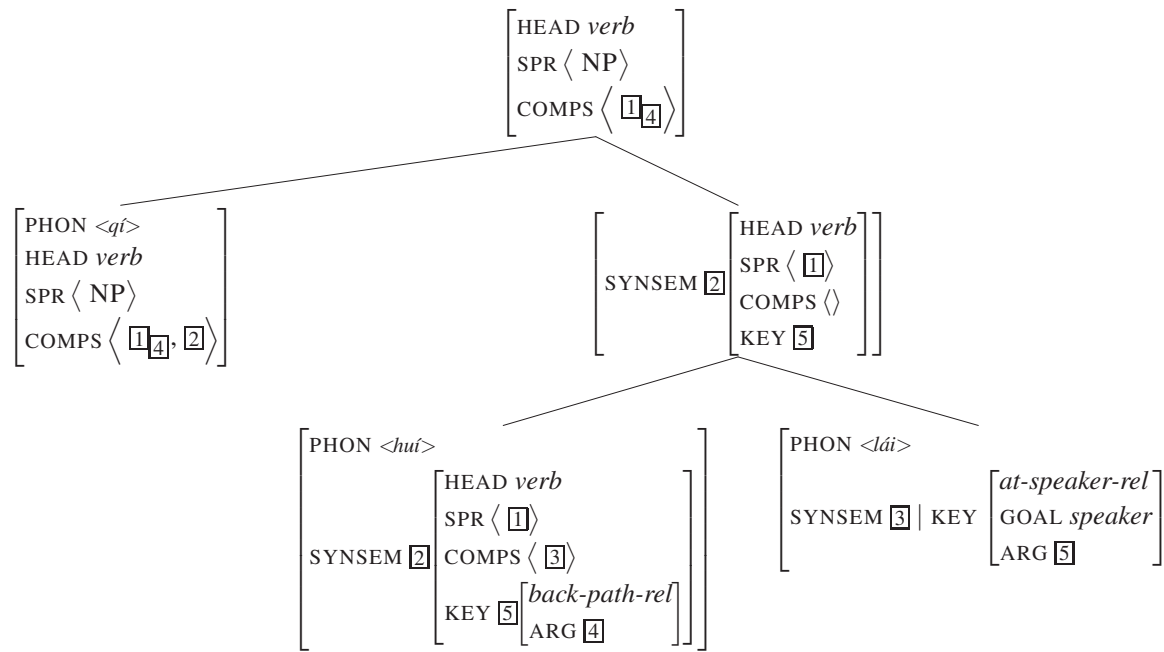 HEAD verb
SPR ⟨ NP⟩
COMPS ⟨ 1 4 ⟩
PHON <qí>
HEAD verb
SPR ⟨ NP⟩
COMPS ⟨ 1 4 , 2 ⟩
SYNSEM 2
HEAD verb
SPR ⟨ 1 ⟩
COMPS ⟨⟩
KEY 5
PHON <huí>
SYNSEM 2
HEAD verb
SPR ⟨ 1 ⟩
COMPS ⟨ 3 ⟩
KEY 5
back-path-rel
ARG 4
PHON <lái>
SYNSEM 3 | KEY
at-speaker-rel
GOAL speaker
ARG 5